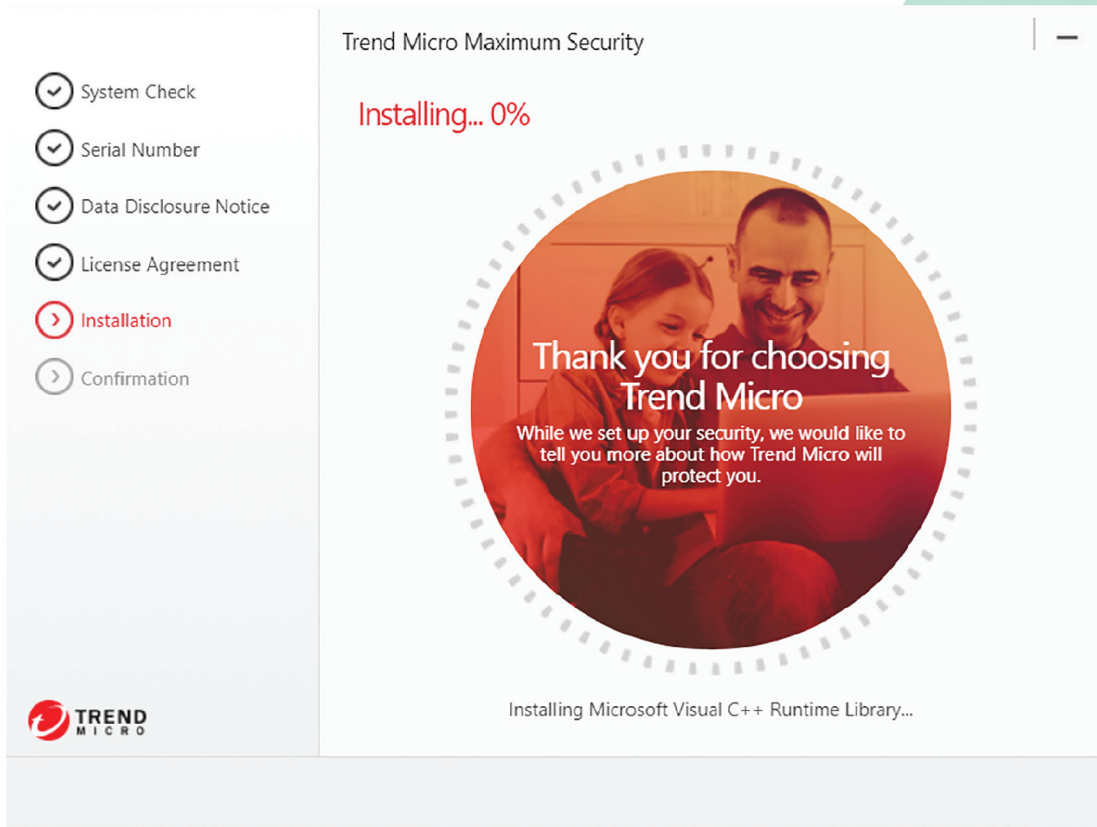 Trend Micro Maximum Security
System Check
Serial Number
Data Disclosure Notice
License Agreement
Installation
Confirmation
Installing... 0%
Thank you for choosing
Trend Micro
While we set up your security, we would like to
tell you more about how Trend Micro will
protect you.
Installing Microsoft Visual C++ Runtime Library...
TREND
MICRO